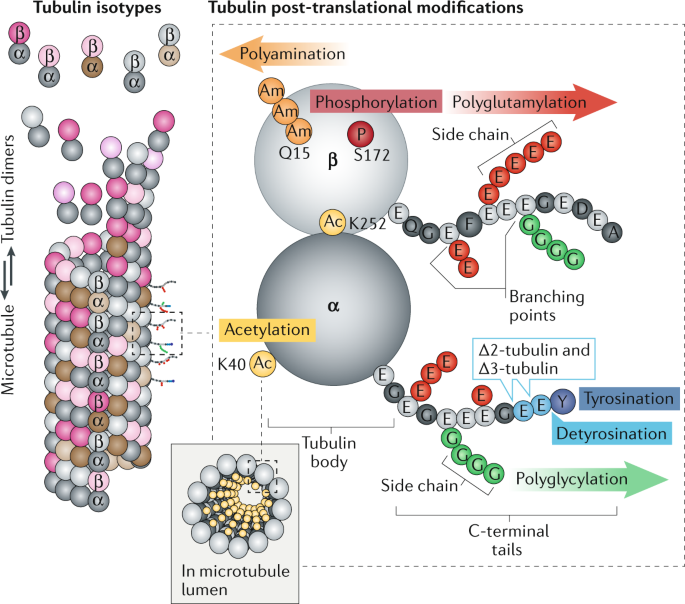 Tubulin isotypes
β
α
β
α
β
α
β
α
β
α
Tubulin dimers
Microtubule
β
α
β
α
β
α
β
α
β
α
β
α
Tubulin post-translational modifications
Polyamination
Am
Am
Am
Q15
Phosphorylation
P
S172
β
Polyglutamylation
Side chain
E E E E E
Ac K252
E Q G E F E E E G E D E A
E E
G G G G
Branching points
α
Acetylation
K40 Ac
Δ2-tubulin and
Δ3-tubulin
E G E G E E E G E E Y
E E E
E
Tyrosination
Detyrosination
G G G G
Side chain
Polyglycylation
Tubulin
body
C-terminal
tails
In microtubule
lumen